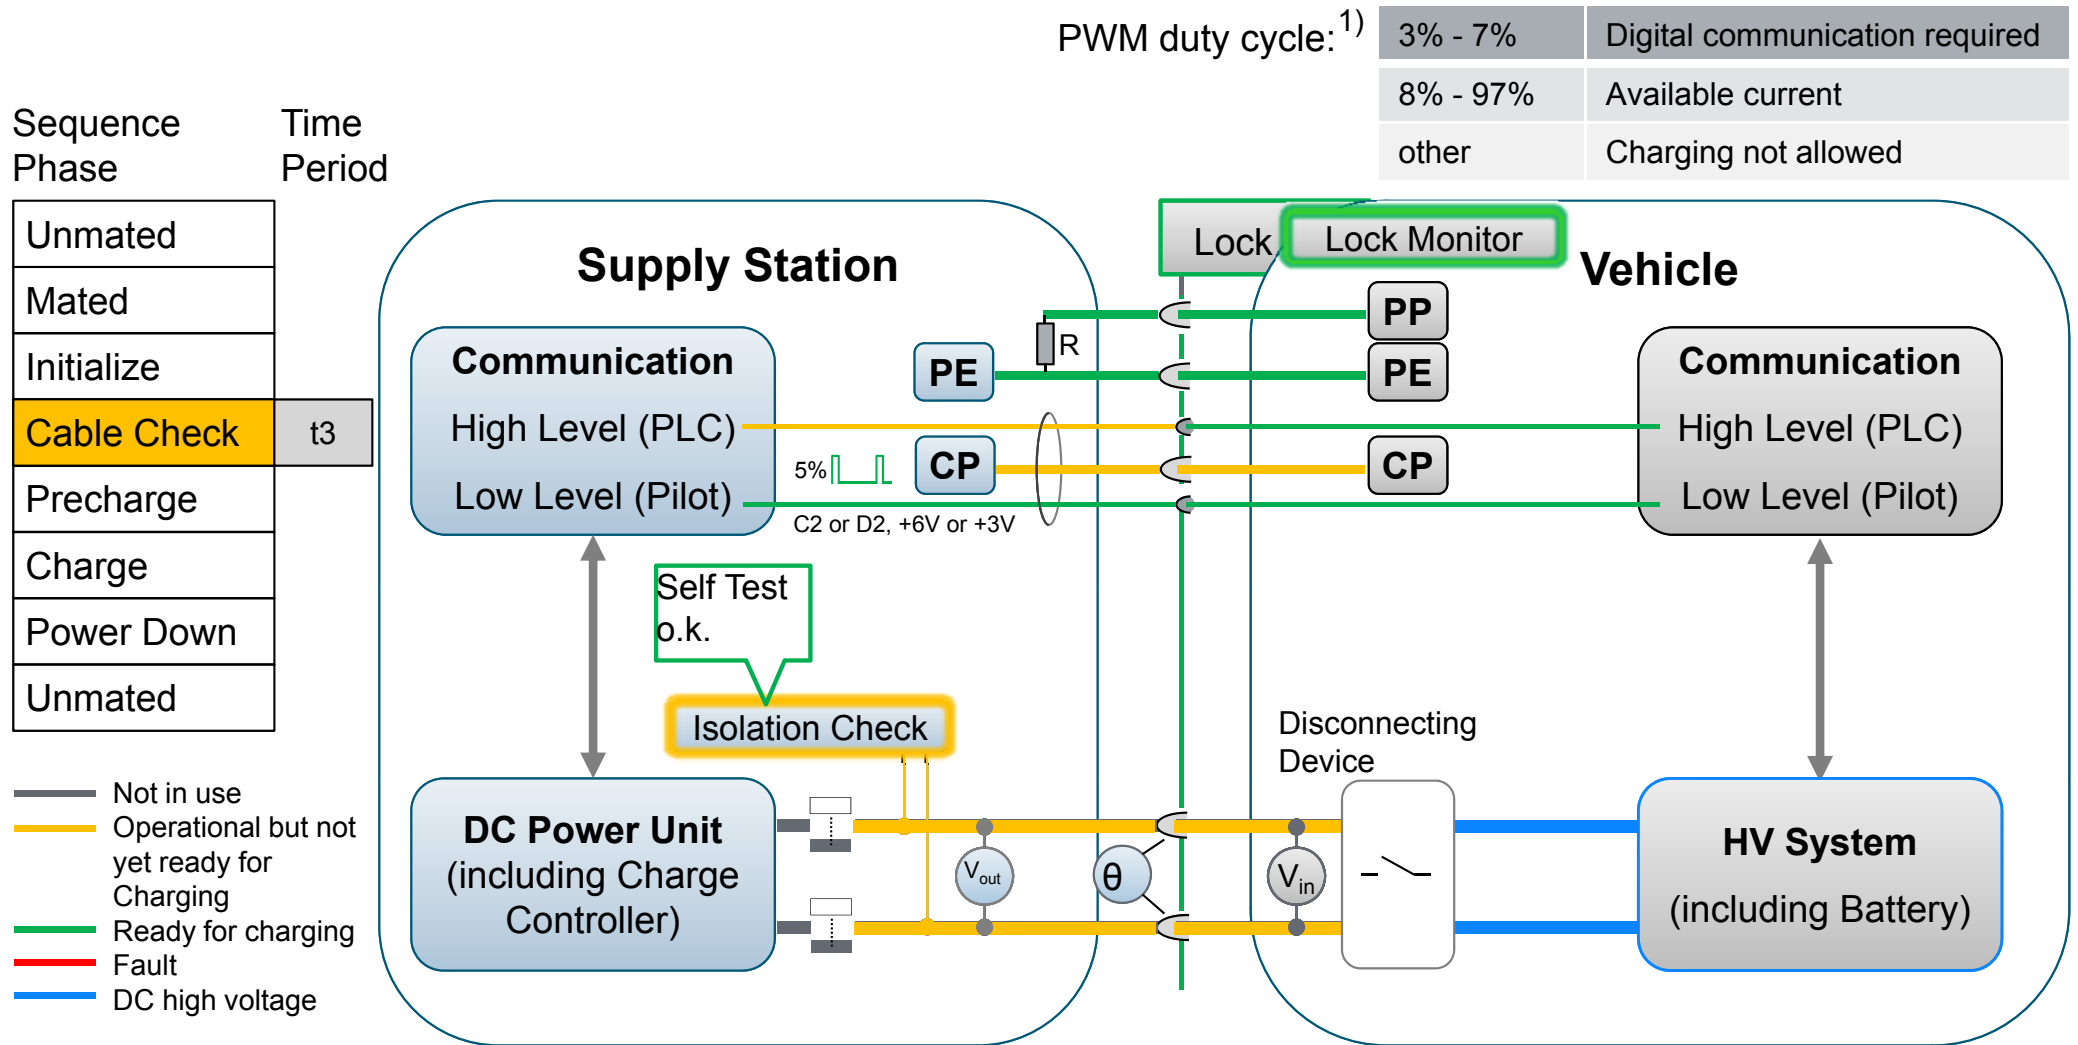 PWM duty cycle: 1)
3% - 7% Digital communication required
8% - 97% Available current
other Charging not allowed
Sequence
Phase
Time
Period
Unmated
Mated
Initialize
Cable Check t3
Precharge
Charge
Power Down
Unmated
Not in use
Operational but not
yet ready for
Charging
Ready for charging
Fault
DC high voltage
Supply Station
Communication
High Level (PLC)
Low Level (Pilot)
PE
CP
R
5%
C2 or D2, +6V or +3V
Self Test
o.k.
Isolation Check
DC Power Unit
(including Charge
Controller)
Vout
θ
Lock
Lock Monitor
Vehicle
PP
PE
CP
Communication
High Level (PLC)
Low Level (Pilot)
Disconnecting
Device
Vin
HV System
(including Battery)